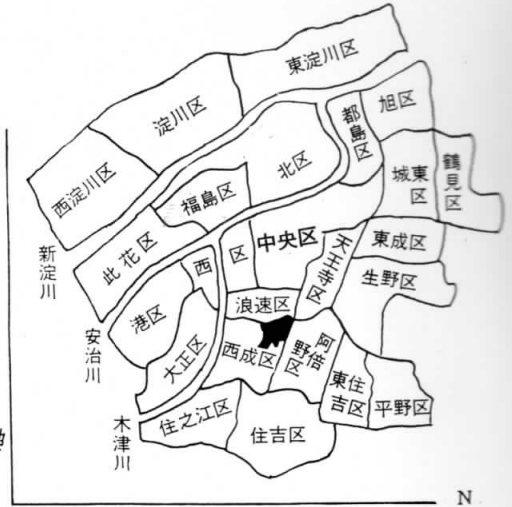 東淀川区
淀川区
旭区
都島区
西淀川区
北区
城東区
鶴見区
福島区
此花区
西区
中央区
天王寺区
東成区
生野区
新淀川
港区
浪速区
安治川
大正区
西成区
阿倍野区
東住吉区
平野区
木津川
住之江区
住吉区
N